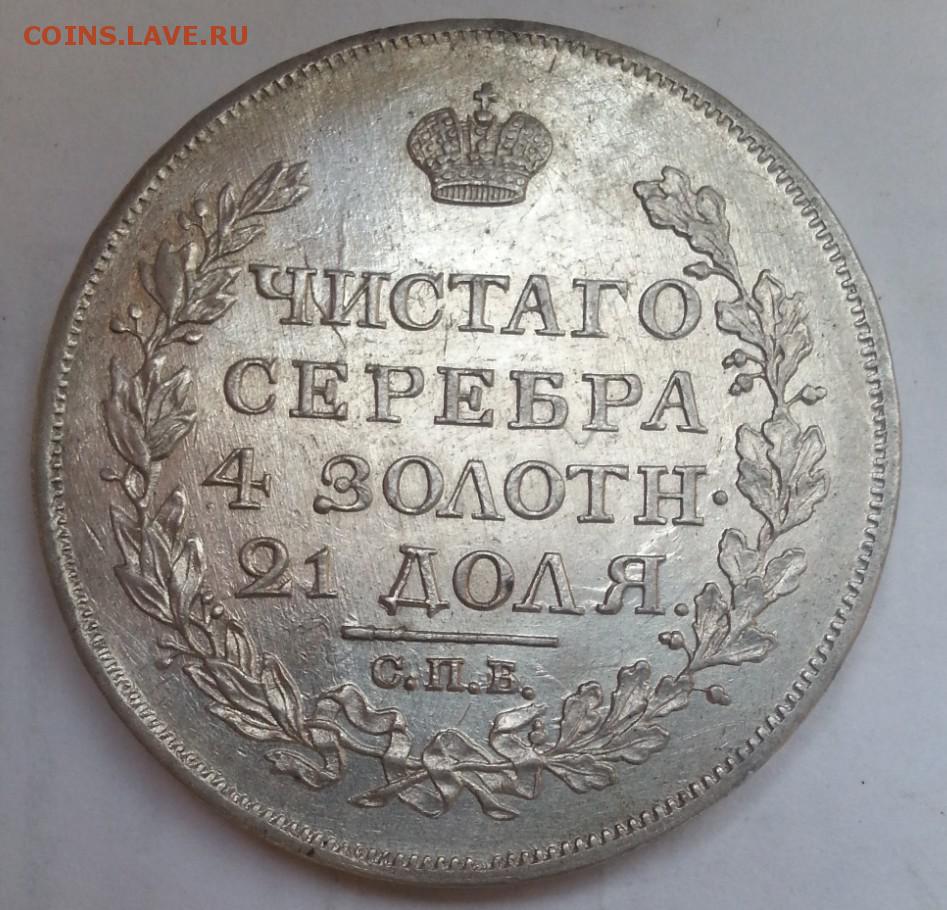 COINS.LAVE.RU
ЧИСТАГО
СЕРЕБРА
4 ЗОЛОТН·
21 ДОЛЯ.
С.П.Б.